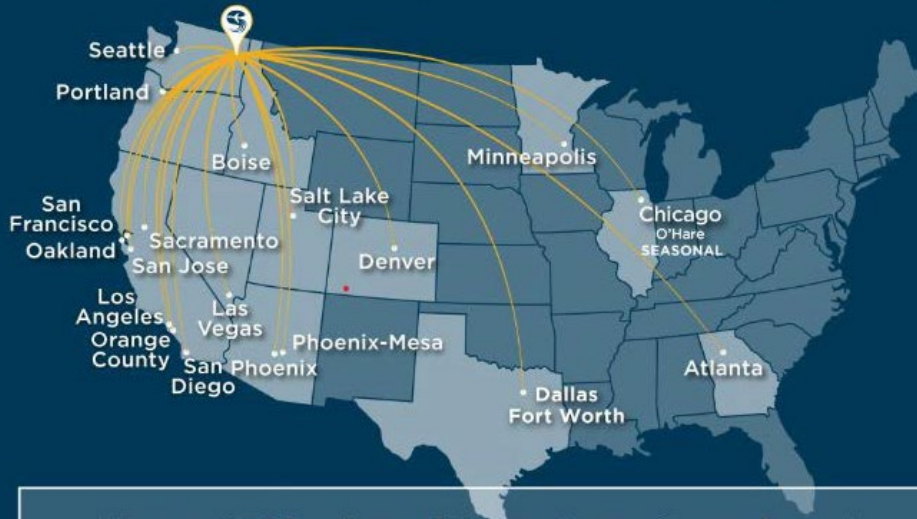 Seattle
Portland
Boise
Minneapolis
San
Francisco
Oakland
Sacramento
San Jose
Salt Lake
City
Denver
Chicago
O'Hare
SEASONAL
Los
Angeles
Orange
County
Las
Vegas
San
Diego
Phoenix
Phoenix-Mesa
Dallas
Fort Worth
Atlanta